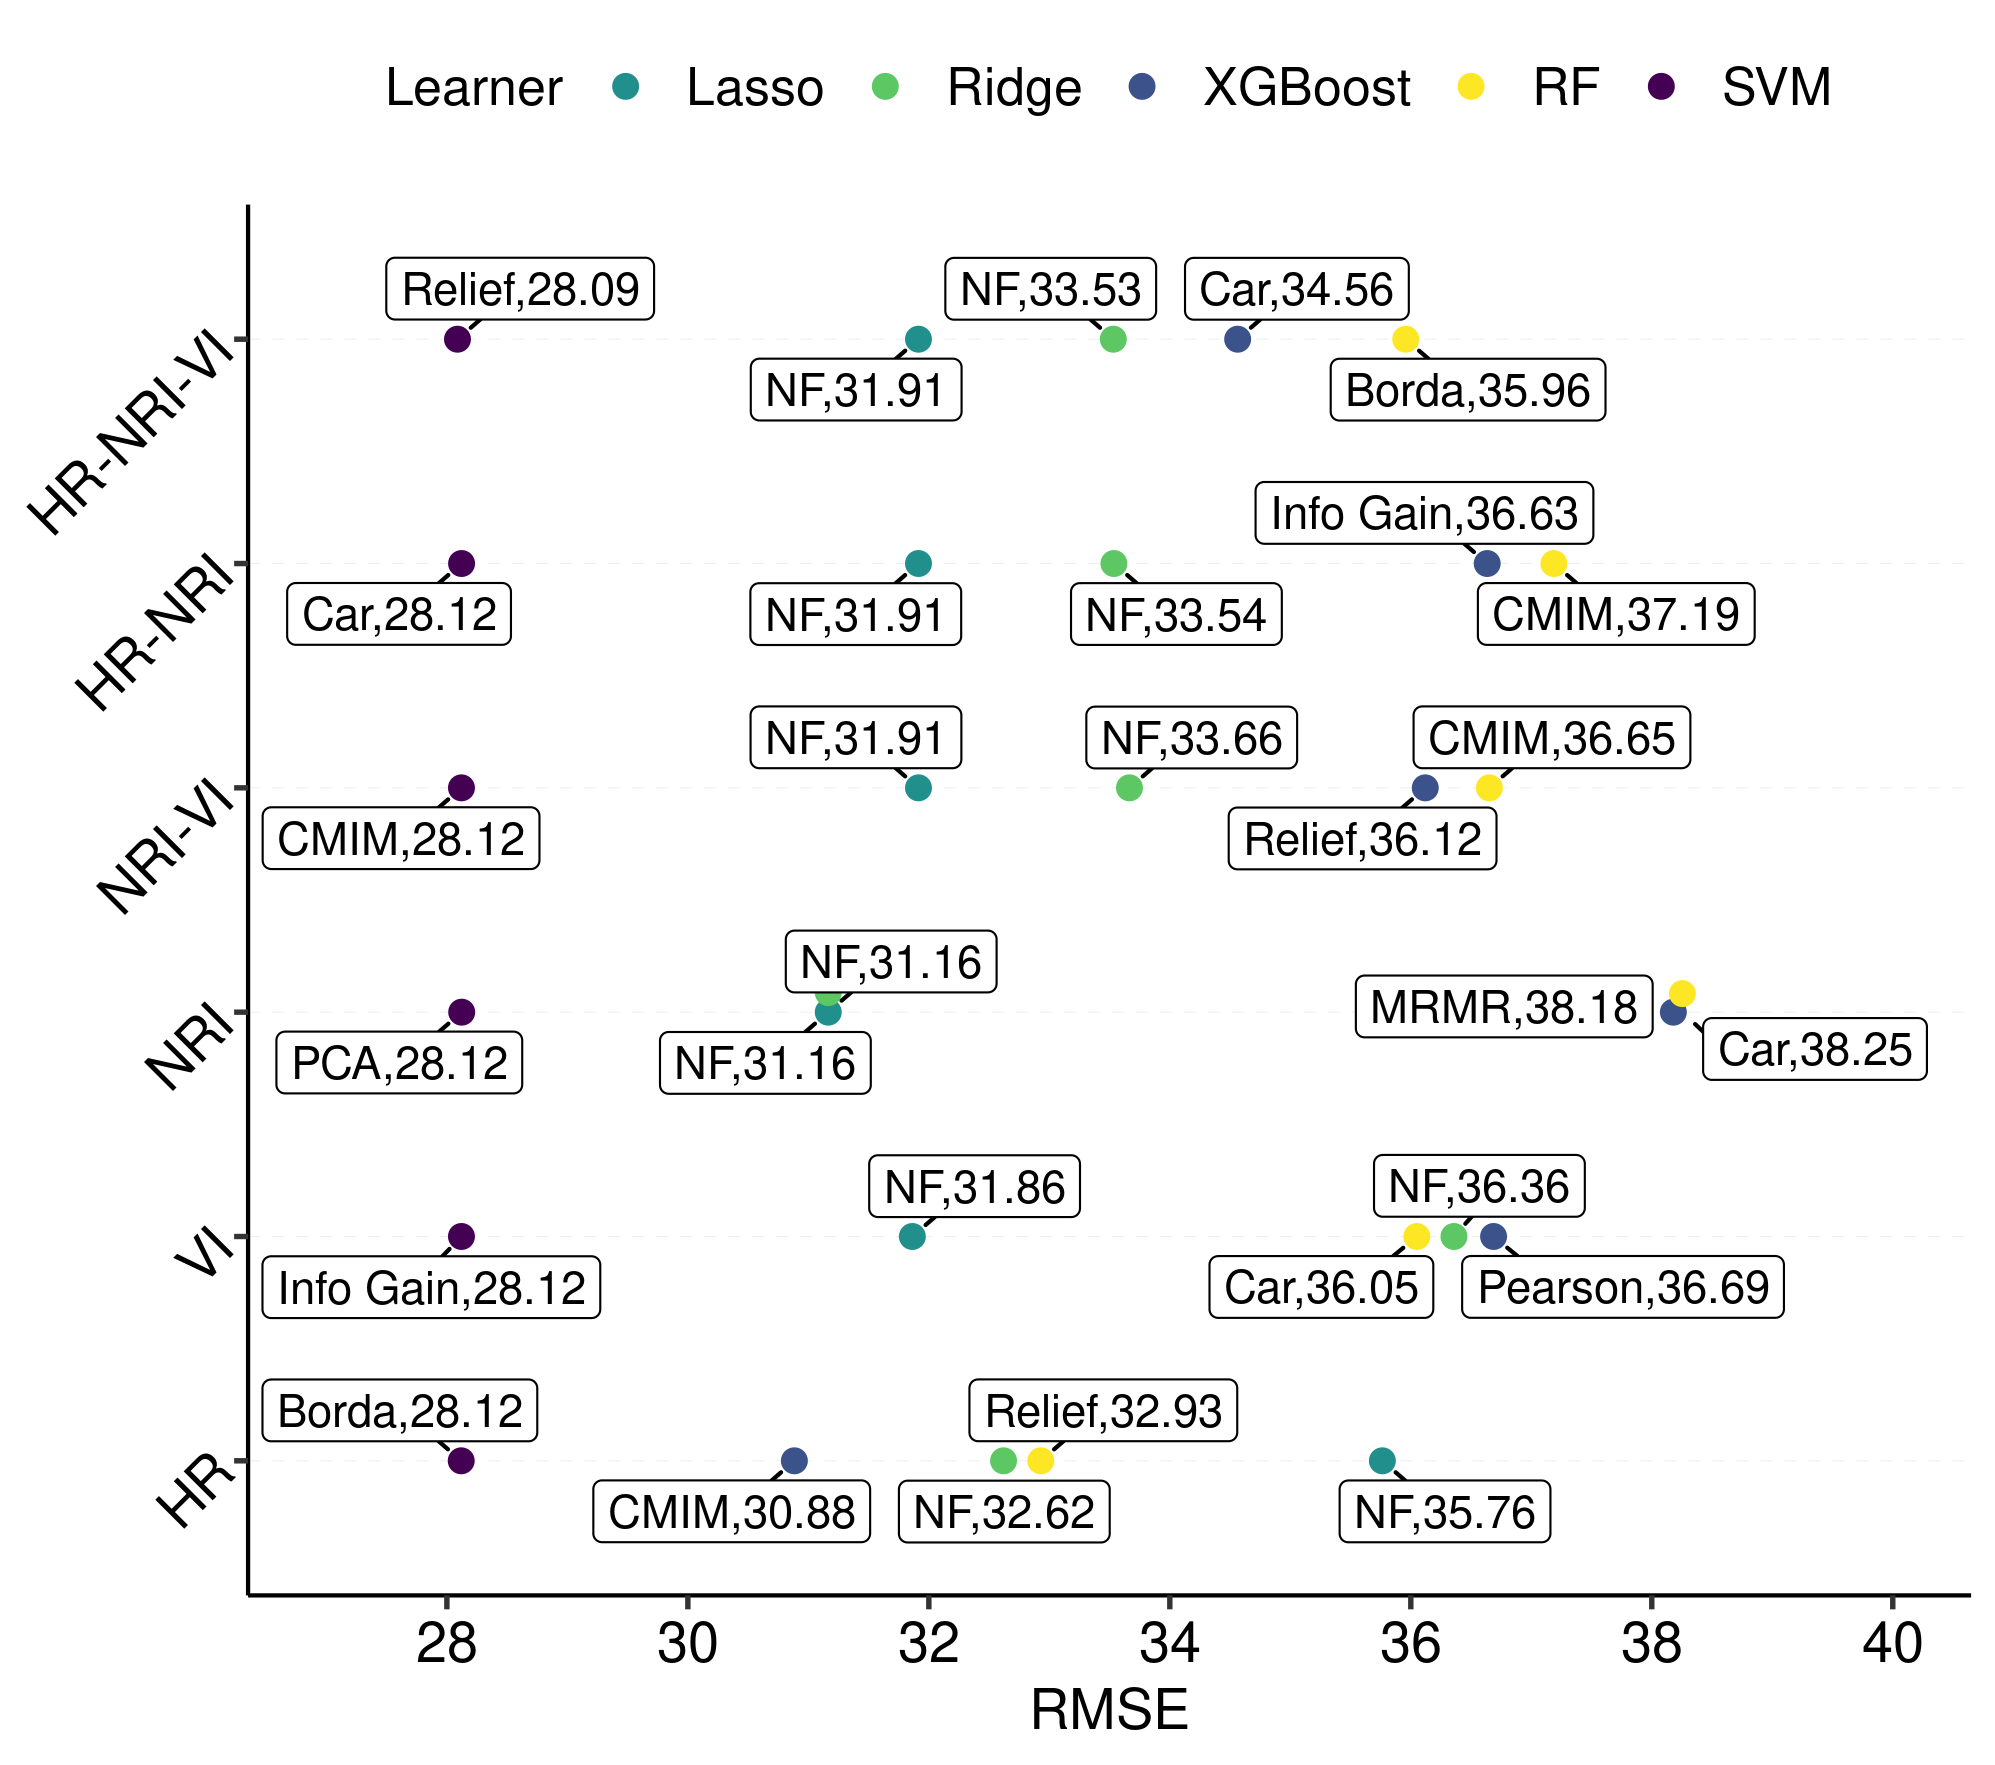 Learner Lasso Ridge XGBoost RF SVM
HR-NRI-VI
Relief,28.09
NF,33.53
Car,34.56
NF,31.91
Borda,35.96
HR-NRI
Info Gain,36.63
Car,28.12
NF,31.91
NF,33.54
CMIM,37.19
NRI-VI
NF,31.91
NF,33.66
CMIM,36.65
CMIM,28.12
Relief,36.12
NRI
NF,31.16
MRMR,38.18
PCA,28.12
NF,31.16
Car,38.25
VI
NF,31.86
NF,36.36
Info Gain,28.12
Car,36.05
Pearson,36.69
HR
Borda,28.12
Relief,32.93
CMIM,30.88
NF,32.62
NF,35.76
28 30 32 34 36 38 40
RMSE